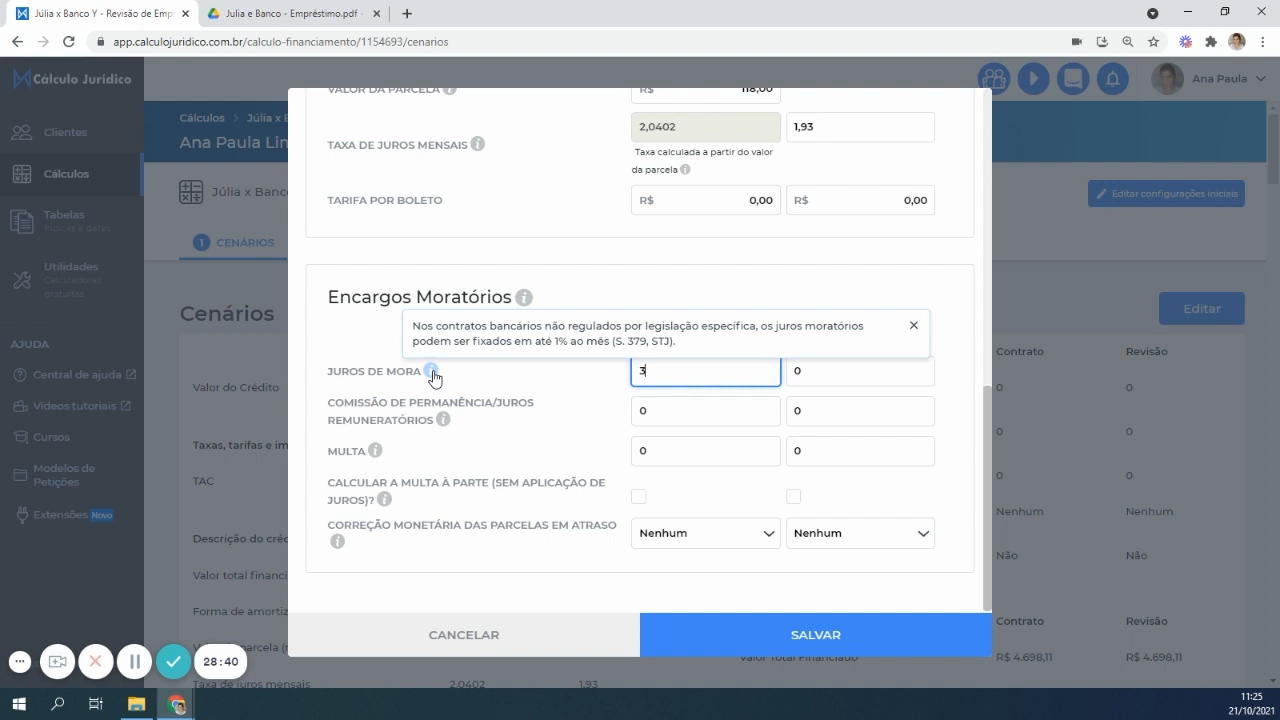 Júlia x Banco Y - Revisão de Emp
Júlia e Banco - Empréstimo.pdf -
app.calculojuridico.com.br/calculo-financiamento/1154693/cenarios
Cálculo Jurídico
Ana Paula
Clientes
Cálculos
Tabelas
Índices e datas
Utilidades
Calculadoras
gratuitas
AJUDA
Central de ajuda
Vídeos tutoriais
Cursos
Modelos de
Petições
Extensões Novo
Cálculos > Júlia x B
Ana Paula Lin
Júlia x Banco
Editar configurações iniciais
1 CENÁRIOS
Cenários
Editar
Contrato Revisão
Valor do Crédito
0 0
Taxas, tarifas e im
0 0
TAC
0 0
Nenhum Nenhum
Descrição do cré
Não Não
Valor total financi
Forma de amortiz
Contrato Revisão
parcela (
Valor Total Financiado R$ 4.698,11 R$ 4.698,11
Taxa de juros mensais 2,0402 1,93
VALOR DA PARCELA
R$ 118,00
TAXA DE JUROS MENSAIS
2,0402 1,93
Taxa calculada a partir do valor
da parcela
TARIFA POR BOLETO
R$ 0,00 R$ 0,00
Encargos Moratórios
Nos contratos bancários não regulados por legislação específica, os juros moratórios
podem ser fixados em até 1% ao mês (S. 379, STJ).
JUROS DE MORA
3 0
COMISSÃO DE PERMANÊNCIA/JUROS
REMUNERATÓRIOS
0 0
MULTA
0 0
CALCULAR A MULTA À PARTE (SEM APLICAÇÃO DE
JUROS)?
CORREÇÃO MONETÁRIA DAS PARCELAS EM ATRASO
Nenhum Nenhum
CANCELAR
SALVAR
28:40
11:25
21/10/2021